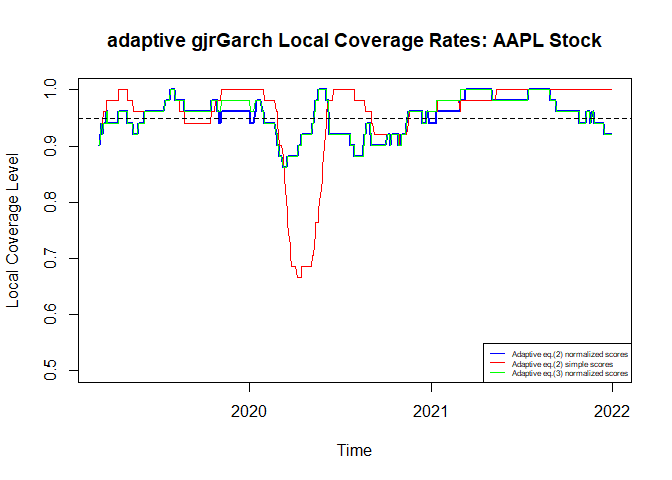 adaptive gjrGarch Local Coverage Rates: AAPL Stock
1.0
0.9
0.8
0.7
0.6
0.5
Local Coverage Level
Adaptive eq.(2) normalized scores
Adaptive eq.(2) simple scores
Adaptive eq.(3) normalized scores
2020
2021
2022
Time